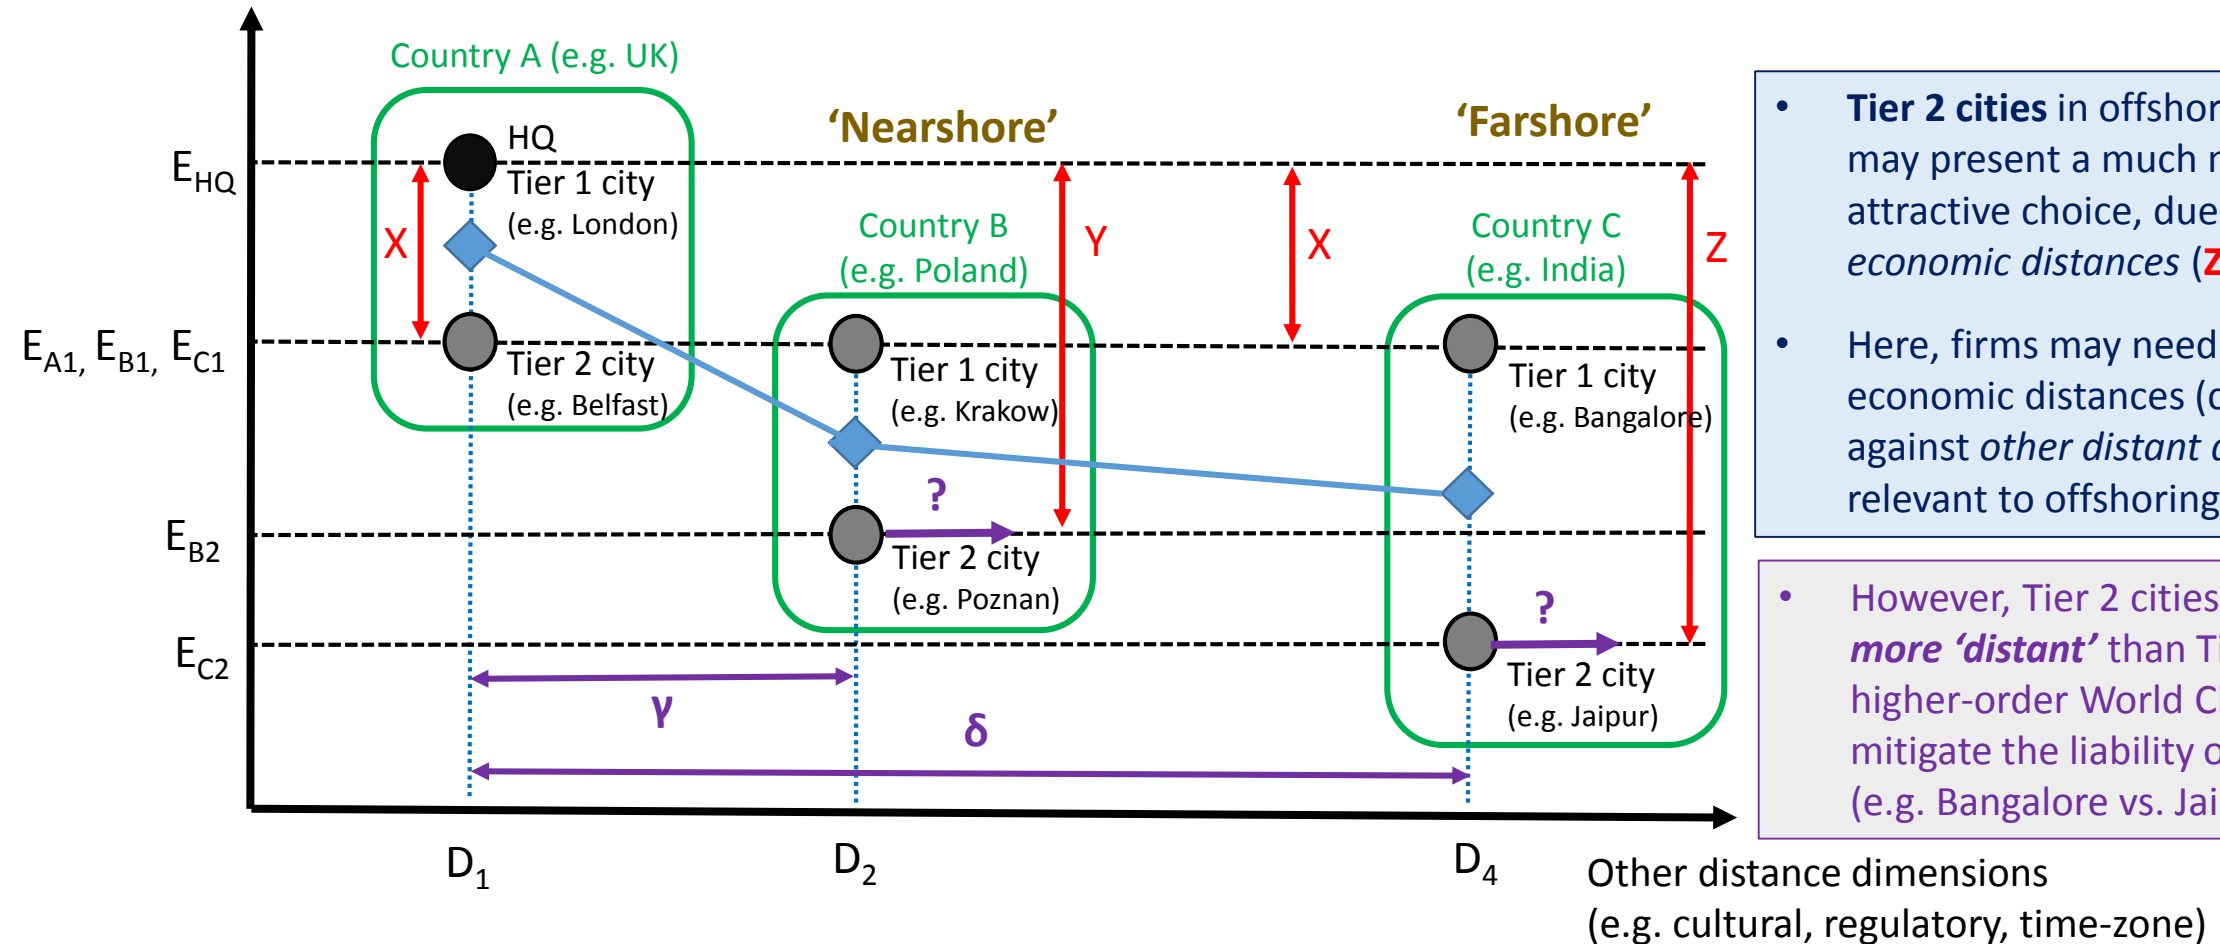 Country A (e.g. UK)
‘Nearshore’
‘Farshore’
E_HQ
HQ
Tier 1 city
(e.g. London)
X
Tier 2 city
(e.g. Belfast)
E_A1, E_B1, E_C1
Country B
(e.g. Poland)
Y
X
Tier 1 city
(e.g. Krakow)
?
Tier 2 city
(e.g. Poznan)
E_B2
Country C
(e.g. India)
Z
Tier 1 city
(e.g. Bangalore)
?
Tier 2 city
(e.g. Jaipur)
E_C2
γ
δ
D_1
D_2
D_4
Other distance dimensions
(e.g. cultural, regulatory, time-zone)
• Tier 2 cities in
may present a much
attractive choice, due
economic distances (Z
• Here, firms may need
economic distances
against other distant
relevant to offshoring
• However, Tier 2 cities
more ‘distant’ than
higher-order World
mitigate the liability
(e.g. Bangalore vs.